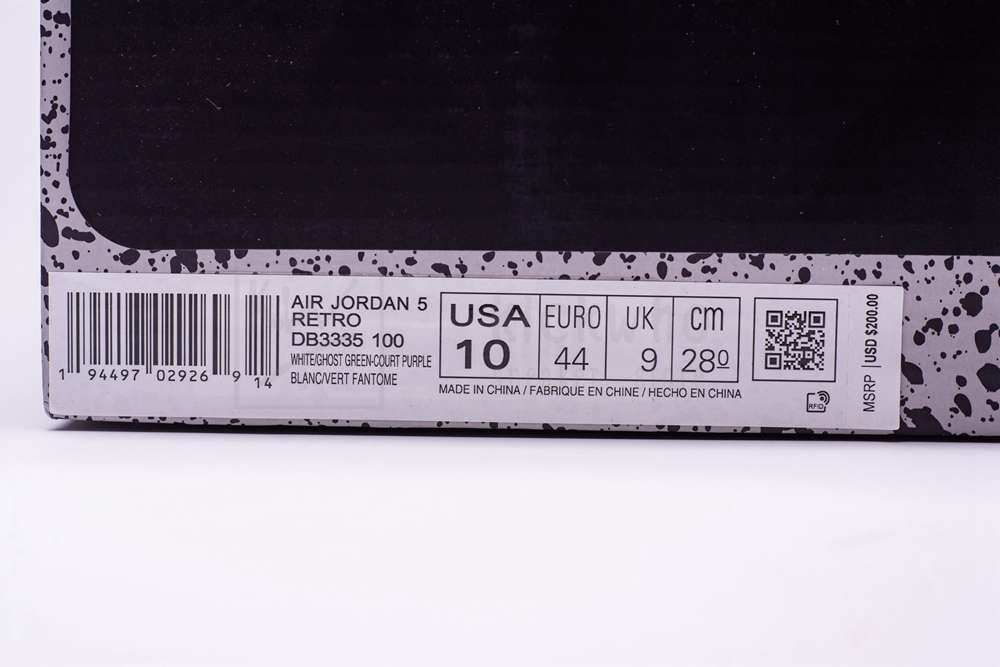 AIR JORDAN 5
RETRO
DB3335 100
WHITE/GHOST GREEN-COURT PURPLE
BLANC/VERT FANTOME
1 94497 02926 9 14
USA EURO UK cm
10 44 9 28º
MADE IN CHINA / FABRIQUE EN CHINE / HECHO EN CHINA
RFID
MSRP USD $200.00